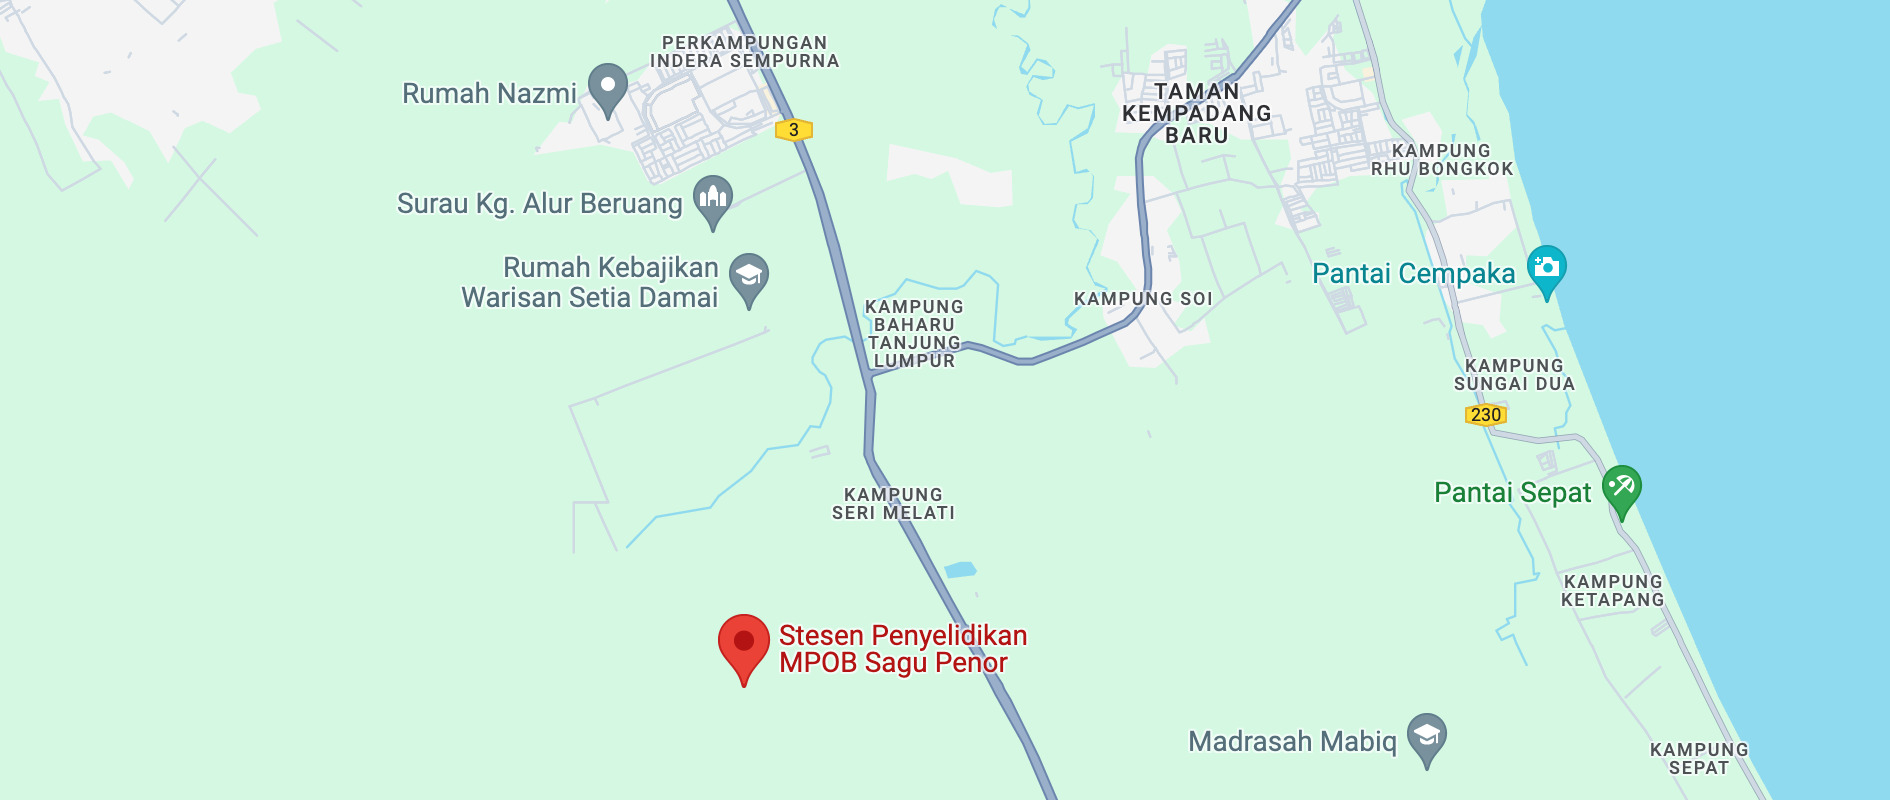 PERKAMPUNGAN
INDERA SEMPURNA
Rumah Nazmi
3
TAMAN
KEMPADANG
BARU
KAMPUNG
RHU BONGKOK
Surau Kg. Alur Beruang
Rumah Kebajikan
Warisan Setia Damai
Pantai Cempaka
KAMPUNG SOI
KAMPUNG
BAHARU
TANJUNG
LUMPUR
KAMPUNG
SUNGAI DUA
230
KAMPUNG
SERI MELATI
Pantai Sepat
KAMPUNG
KETAPANG
Stesen Penyelidikan
MPOB Sagu Penor
Madrasah Mabiq
KAMPUNG
SEPAT